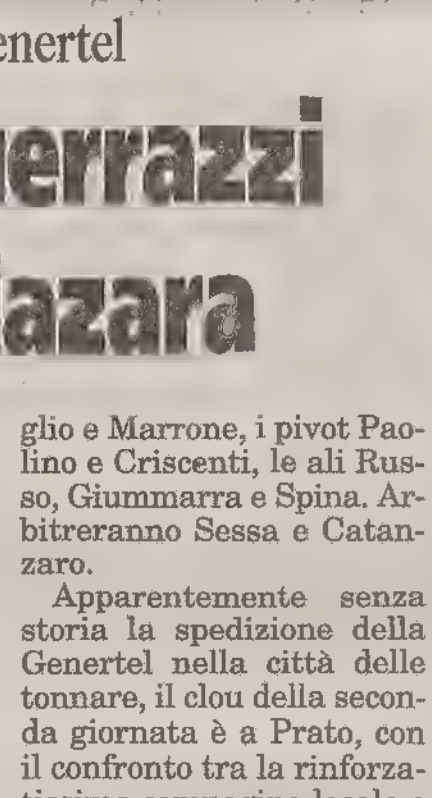 enertel
errazzi
azara
glio e Marrone, i pivot Pao-
lino e Criscenti, le ali Rus-
so, Giummarra e Spina. Ar-
bitreranno Sessa e Catan-
zaro.
Apparentemente senza
storia la spedizione della
Genertel nella città delle
tonnare, il clou della secon-
da giornata è a Prato, con
il confronto tra la rinforza-